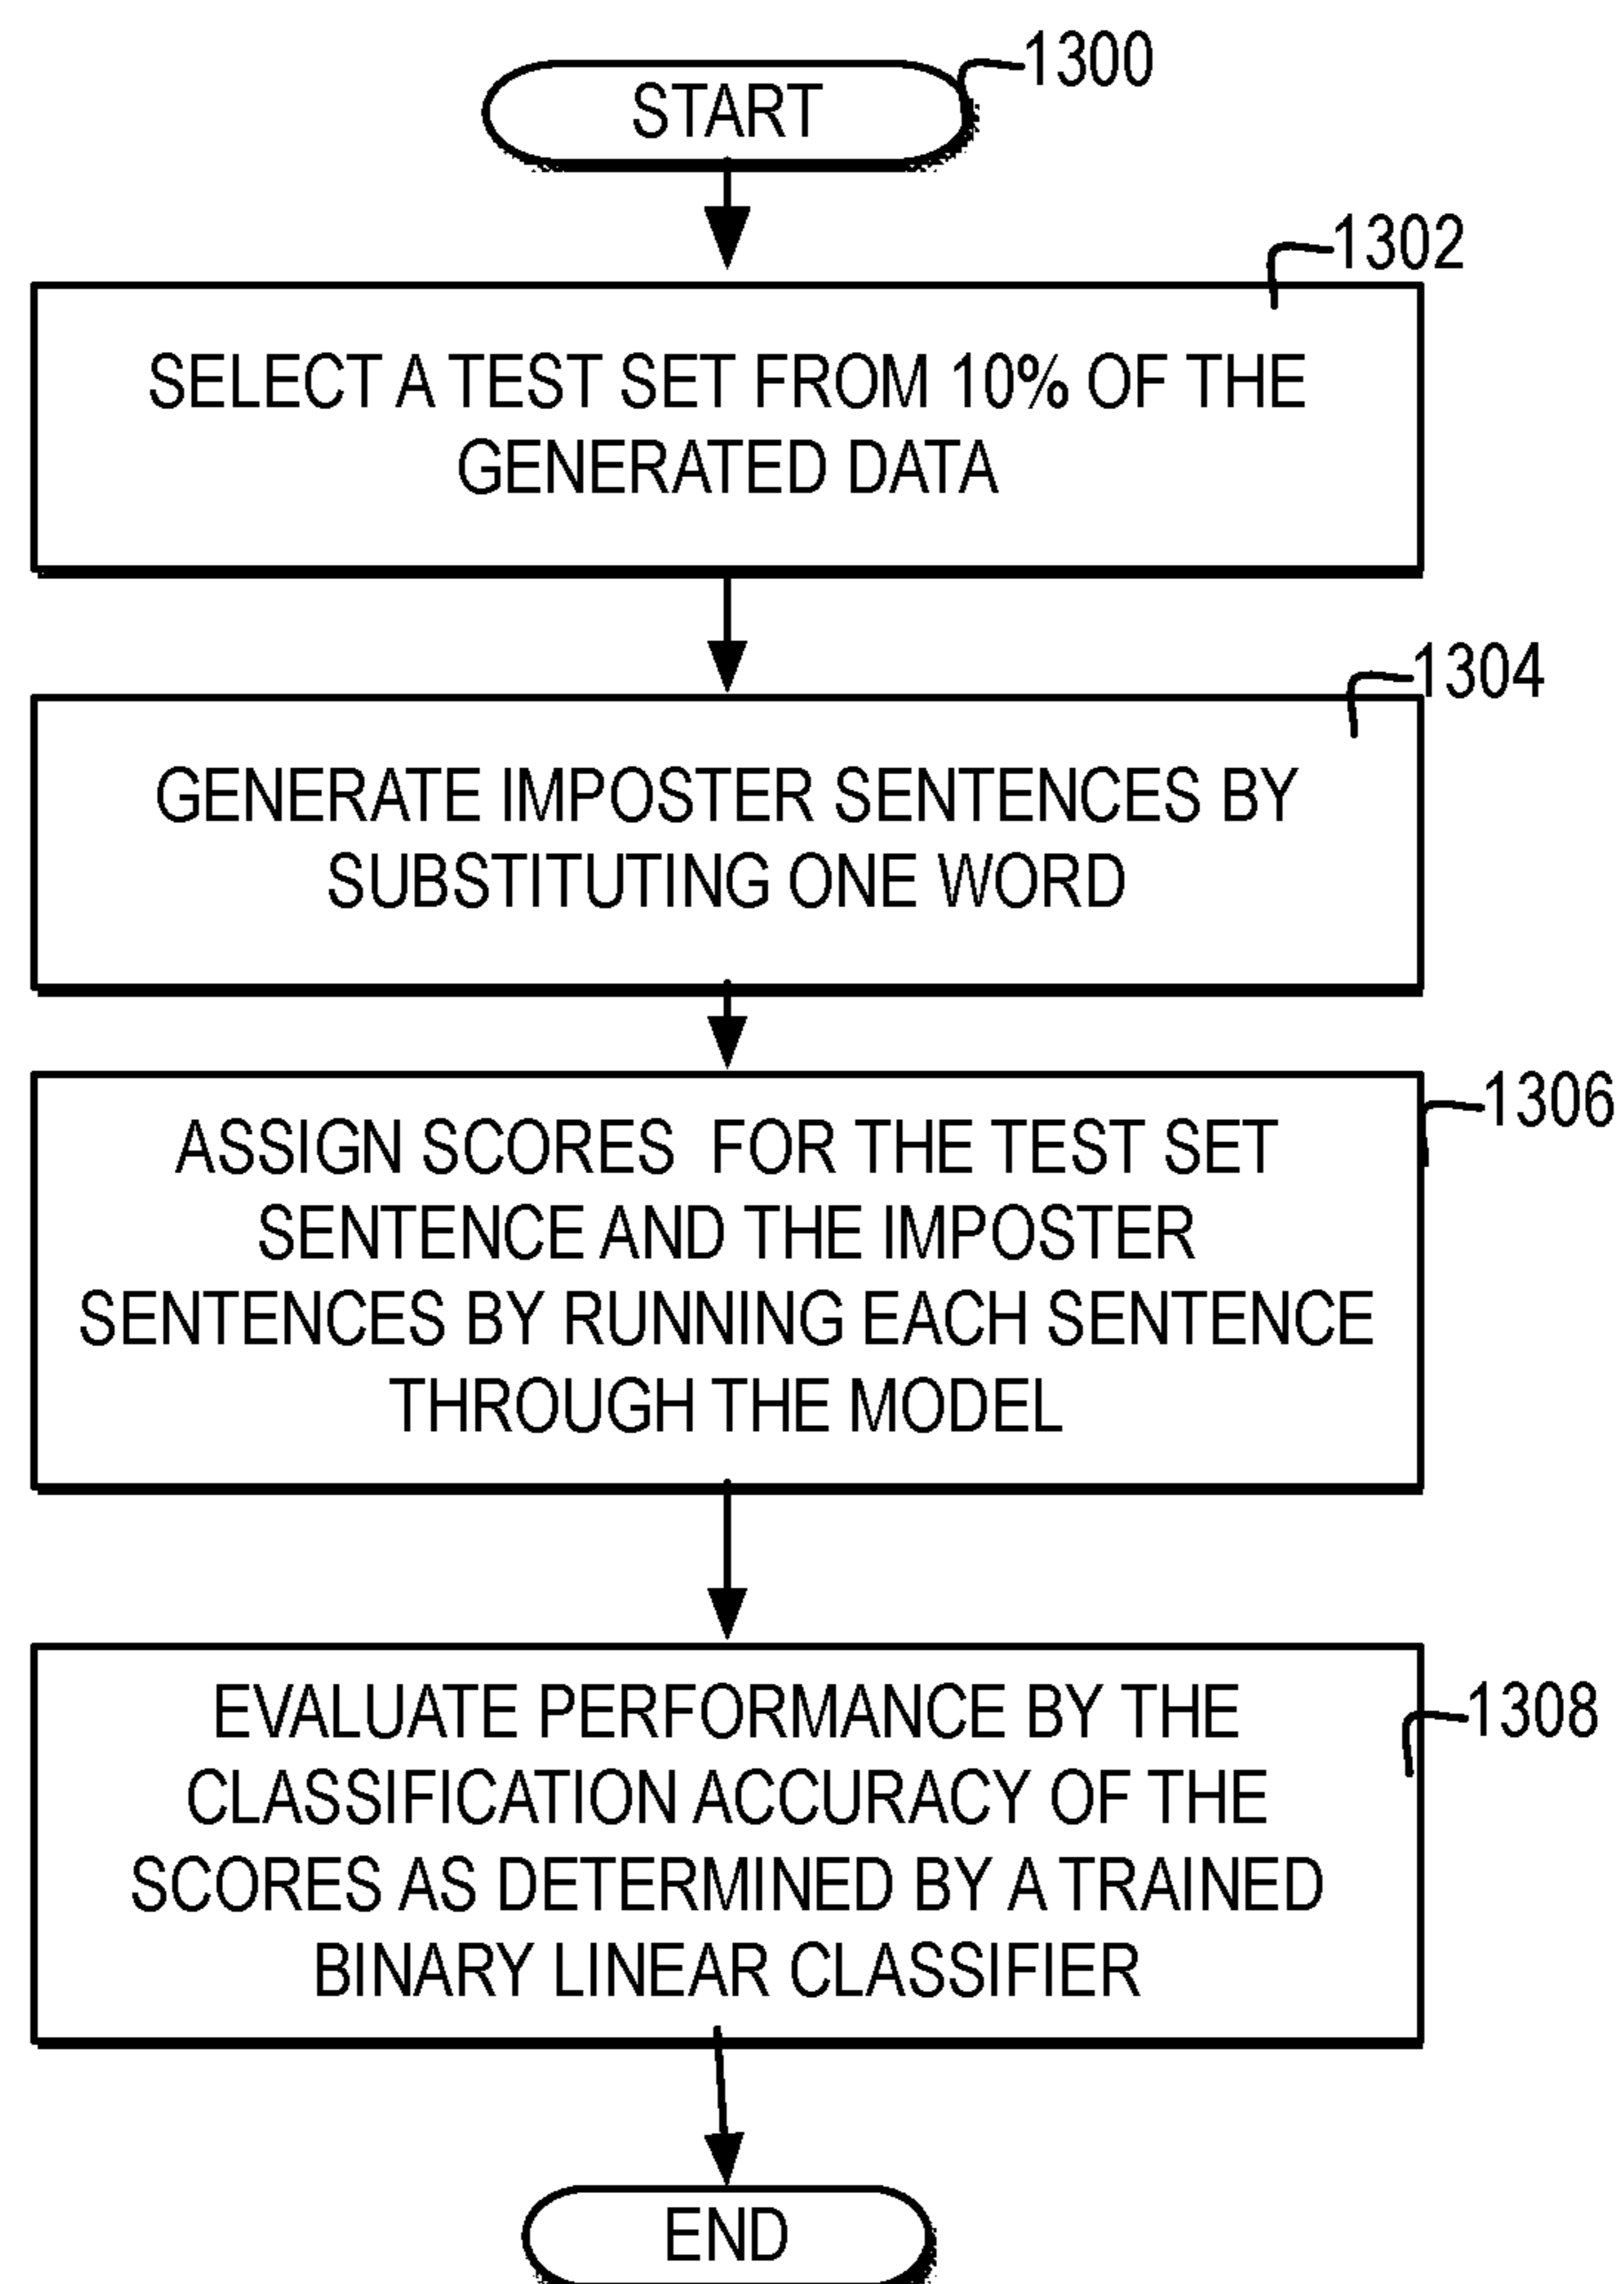 START
1300
1302
SELECT A TEST SET FROM 10% OF THE
GENERATED DATA
1304
GENERATE IMPOSTER SENTENCES BY
SUBSTITUTING ONE WORD
1306
ASSIGN SCORES FOR THE TEST SET
SENTENCE AND THE IMPOSTER
SENTENCES BY RUNNING EACH SENTENCE
THROUGH THE MODEL
1308
EVALUATE PERFORMANCE BY THE
CLASSIFICATION ACCURACY OF THE
SCORES AS DETERMINED BY A TRAINED
BINARY LINEAR CLASSIFIER
END